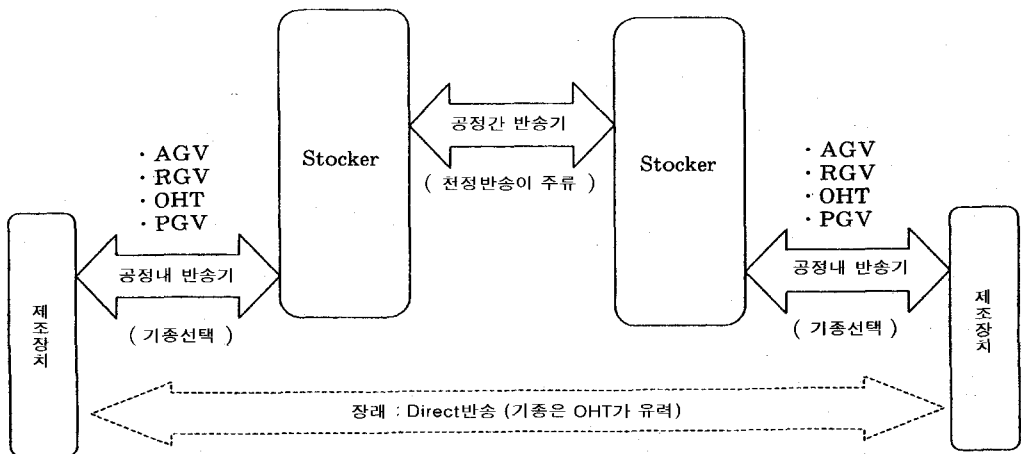 · AGV
· RGV
· OHT
· PGV
공정내 반송기
( 기종선택 )
제조장치
Stocker
공정간 반송기
( 천정반송이 주류 )
Stocker
· AGV
· RGV
· OHT
· PGV
공정내 반송기
( 기종선택 )
제조장치
장래 : Direct반송 (기종은 OHT가 유력)